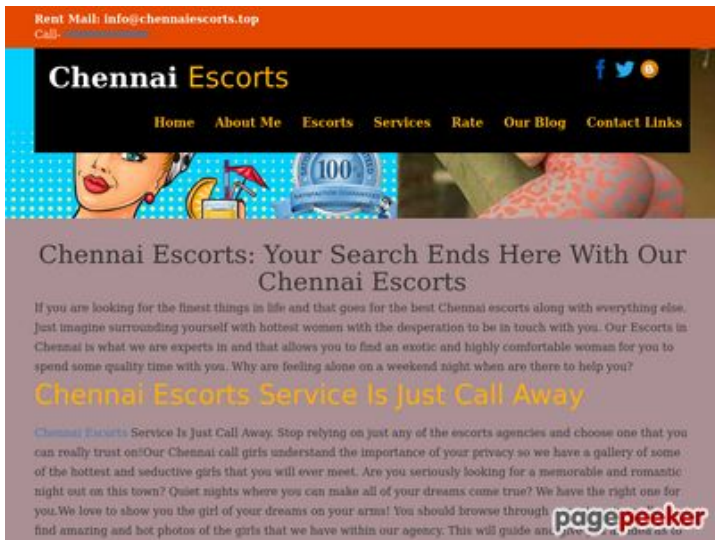 Rent Mail: info@chennaiescorts.top
Call-
Chennai Escorts
Home About Me Escorts Services Rate Our Blog Contact Links
100
Chennai Escorts: Your Search Ends Here With Our
Chennai Escorts
If you are looking for the finest things in life and that goes for the best Chennai escorts along with everything else.
Just imagine surrounding yourself with hottest women with the desperation to be in touch with you. Our Escorts in
Chennai is what we are experts in and that allows you to find an exotic and highly comfortable woman for you to
spend some quality time with you. Why are feeling alone on a weekend night when are there to help you?
Chennai Escorts Service Is Just Call Away
Chennai Escorts Service Is Just Call Away. Stop relying on just any of the escorts agencies and choose one that you
can really trust on!Our Chennai call girls understand the importance of your privacy so we have a gallery of some
of the hottest and seductive girls that you will ever meet. Are you seriously looking for a memorable and romantic
night out on this town? Quiet nights where you can make all of your dreams come true? We have the right one for
you.We love to show you the girl of your dreams on your arms! You should browse through
find amazing and hot photos of the girls that we have within our agency. This will guide
pagepeeker